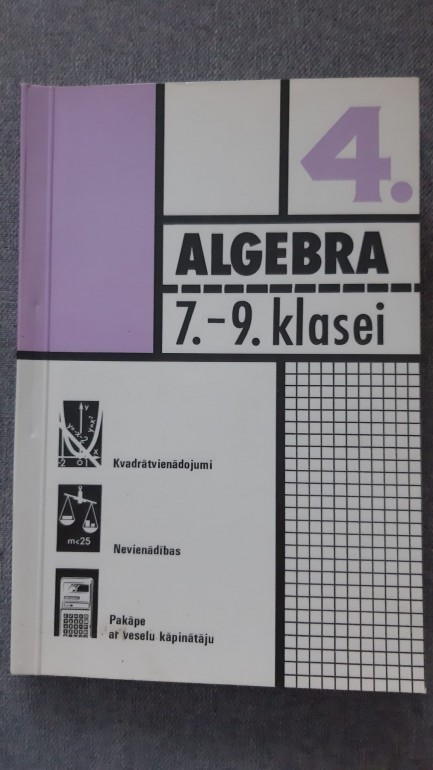 4.
ALGEBRA
7.–9. klasei
Kvadrātvienādojumi
m<25
Nevienādības
Pakāpe
ar veselu kāpinātāju